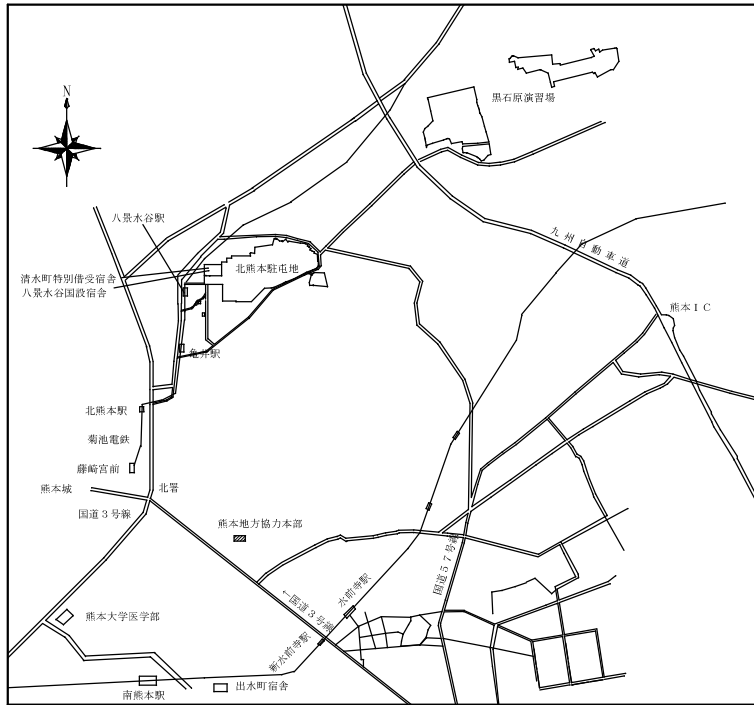 N
黒石原演習場
八景水谷駅
九州自動車道
清水町特別借受宿舎
北熊本駐屯地
八景水谷国設宿舎
熊本ＩＣ
亀井駅
北熊本駅
菊池電鉄
藤崎宮前
熊本城
北署
国道３号線
熊本地方協力本部
国道５７号線
←国道３号線
水前寺駅
熊本大学医学部
新水前寺駅
南熊本駅
出水町宿舎